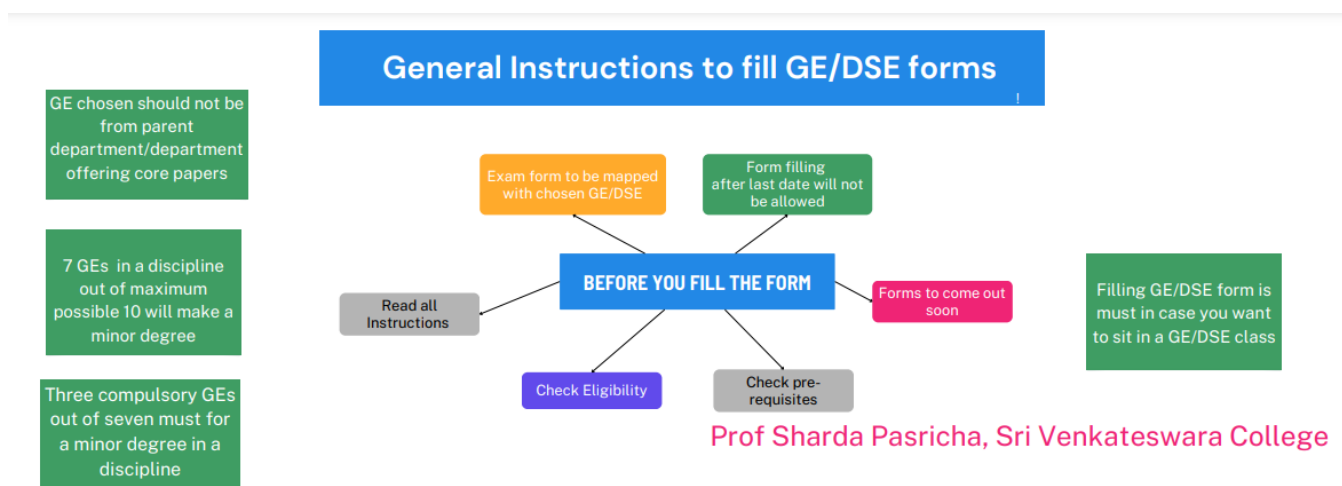 General Instructions to fill GE/DSE forms
!
GE chosen should not be
from parent
department/department
offering core papers
Exam form to be mapped
with chosen GE/DSE
Form filling
after last date will not
be allowed
7 GEs in a discipline
out of maximum
possible 10 will make a
minor degree
BEFORE YOU FILL THE FORM
Read all
Instructions
Forms to come out
soon
Filling GE/DSE form is
must in case you want
to sit in a GE/DSE class
Check Eligibility
Check pre-
requisites
Three compulsory GEs
out of seven must for
a minor degree in a
discipline
Prof Sharda Pasricha, Sri Venkateswara College